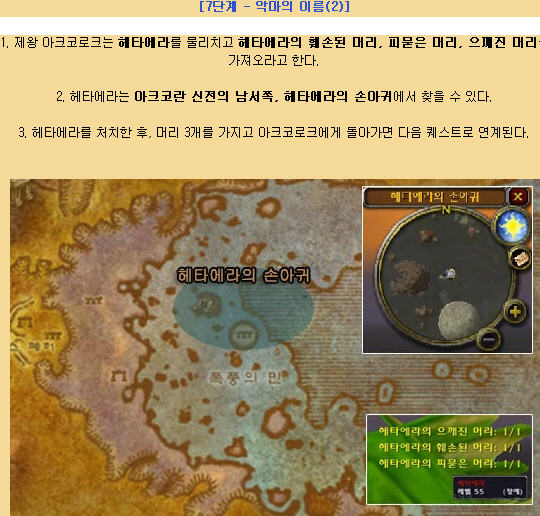 [7단계 - 악마의 이름(2)]
1. 제왕 아크코로크는 헤타에라를 물리치고 헤타에라의 훼손된 머리, 피묻은 머리, 으깨진 머리
가져오라고 한다.
2. 헤타에라는 아크코란 신전의 남서쪽, 헤타에라의 손아귀에서 찾을 수 있다.
3. 헤타에라를 처치한 후, 머리 3개를 가지고 아크코로크에게 돌아가면 다음 퀘스트로 연계된다.
헤타에라의 손아귀
N
헤타에라의 손아귀
폭풍의 만
헤타에라의 으깨진 머리: 1/1
헤타에라의 훼손된 머리: 1/1
헤타에라의 피묻은 머리: 1/1
헤타에라
레벨 55 (정예)